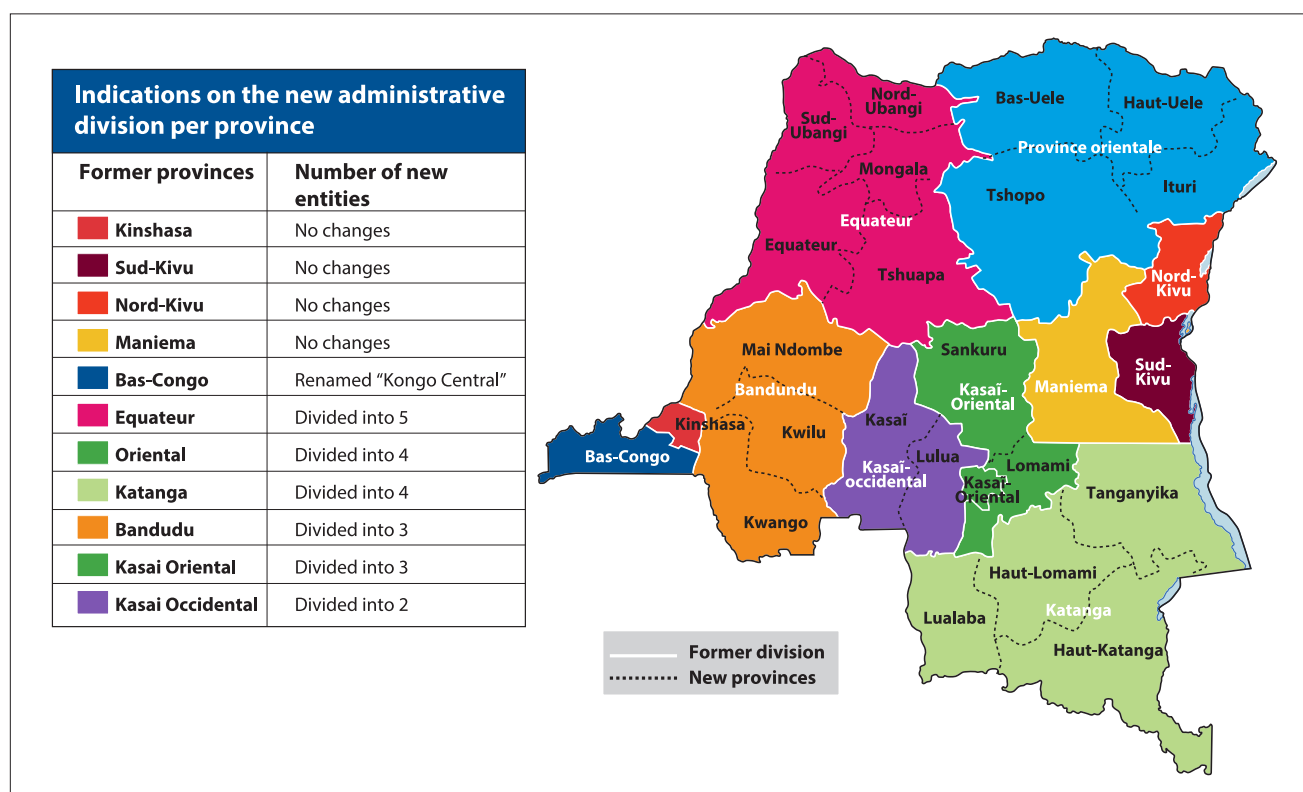 Indications on the new administrative
division per province
Former provinces
Number of new
entities
Kinshasa
No changes
Sud-Kivu
No changes
Nord-Kivu
No changes
Maniema
No changes
Bas-Congo
Renamed “Kongo Central”
Equateur
Divided into 5
Oriental
Divided into 4
Katanga
Divided into 4
Bandudu
Divided into 3
Kasai Oriental
Divided into 3
Kasai Occidental
Divided into 2
Nord-
Ubangi
Sud-
Ubangi
Mongala
Equateur
Equateur
Tshuapa
Bas-Uele
Haut-Uele
Province orientale
Tshopo
Ituri
Nord-
Kivu
Sud-
Kivu
Maniema
Mai Ndombe
Bandundu
Kinshasa
Kwilu
Bas-Congo
Kwango
Sankuru
Kasaï-
Oriental
Kasaï
Lulua
Kasaï-
occidental
Lomami
Kasaï-
Oriental
Tanganyika
Haut-Lomami
Lualaba
Katanga
Haut-Katanga
Former division
New provinces